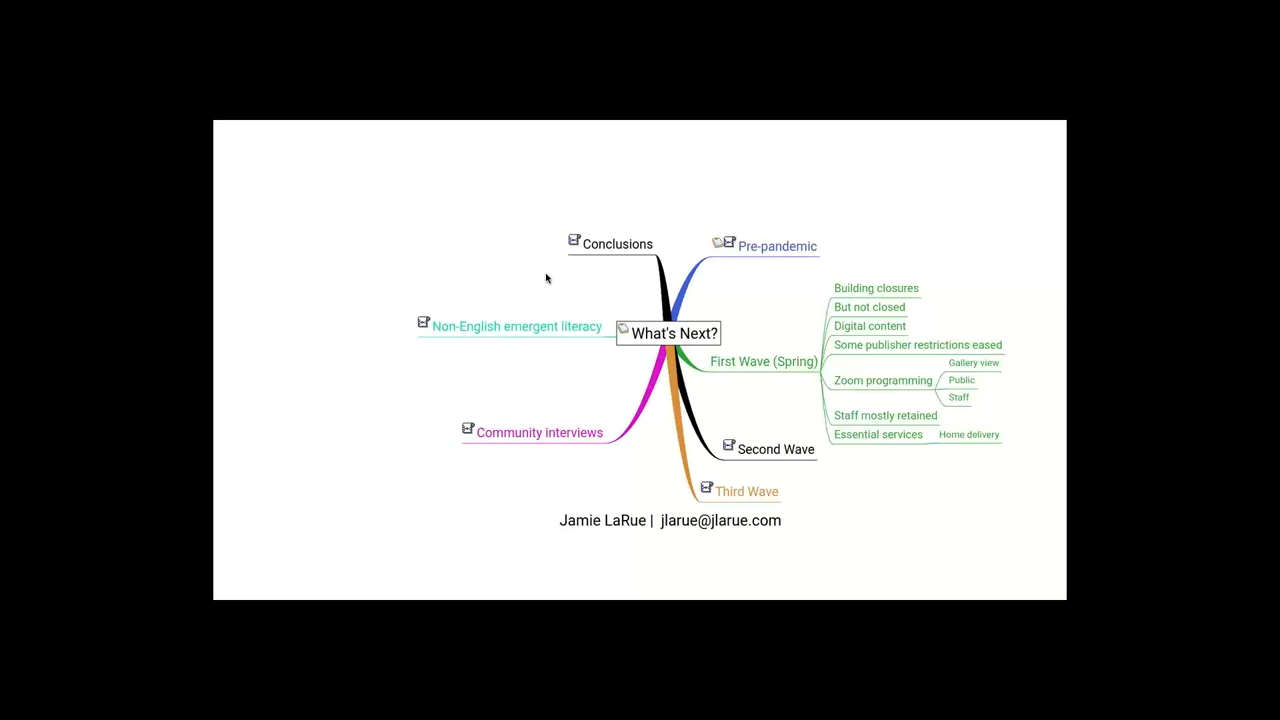 Conclusions
Pre-pandemic
Non-English emergent literacy
What's Next?
First Wave (Spring)
Building closures
But not closed
Digital content
Some publisher restrictions eased
Zoom programming
Gallery view
Public
Staff
Staff mostly retained
Essential services
Home delivery
Community interviews
Second Wave
Third Wave
Jamie LaRue | jlarue@jlarue.com